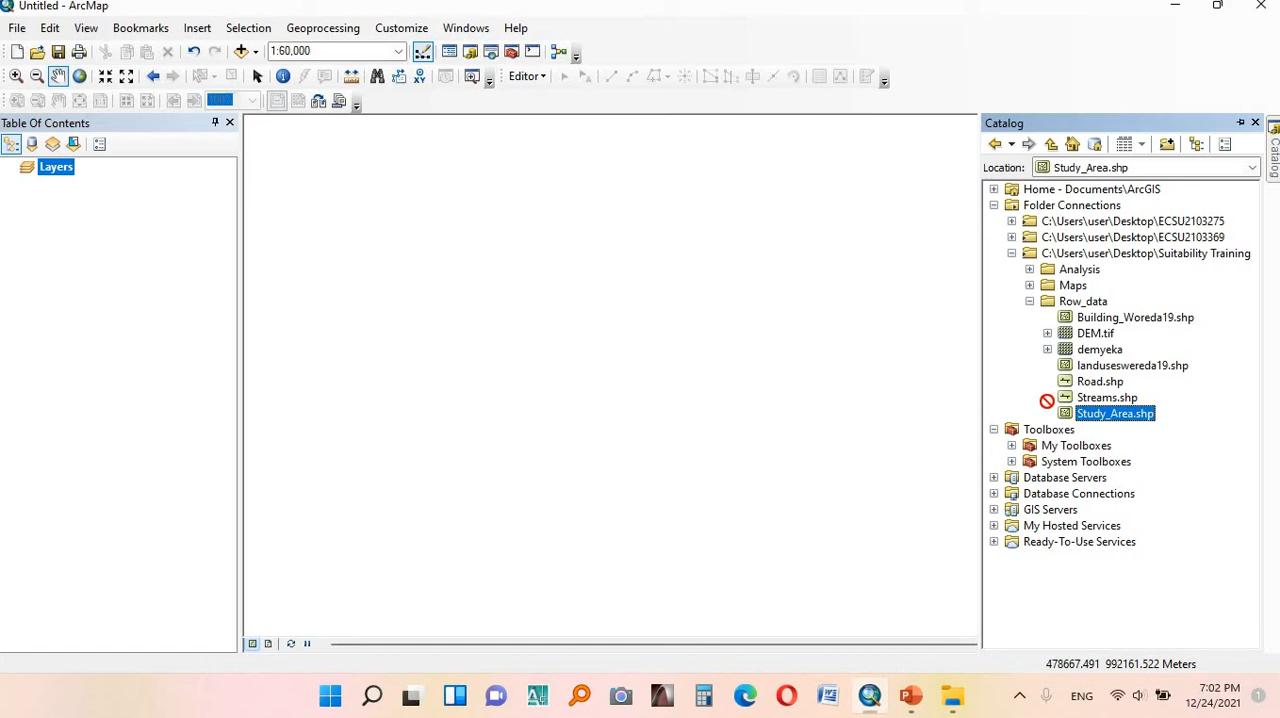 Untitled - ArcMap
File Edit View Bookmarks Insert Selection Geoprocessing Customize Windows Help
1:60,000
Editor
Table Of Contents
Layers
Catalog
Location: Study_Area.shp
Home - Documents\ArcGIS
Folder Connections
C:\Users\user\Desktop\ECSU2103275
C:\Users\user\Desktop\ECSU2103369
C:\Users\user\Desktop\Suitability Training
Analysis
Maps
Row_data
Building_Woreda19.shp
DEM.tif
demyeka
landuseswereda19.shp
Road.shp
Streams.shp
Study_Area.shp
Toolboxes
My Toolboxes
System Toolboxes
Database Servers
Database Connections
GIS Servers
My Hosted Services
Ready-To-Use Services
Catalog
478667.491 992161.522 Meters
ENG
7:02 PM
12/24/2021
1